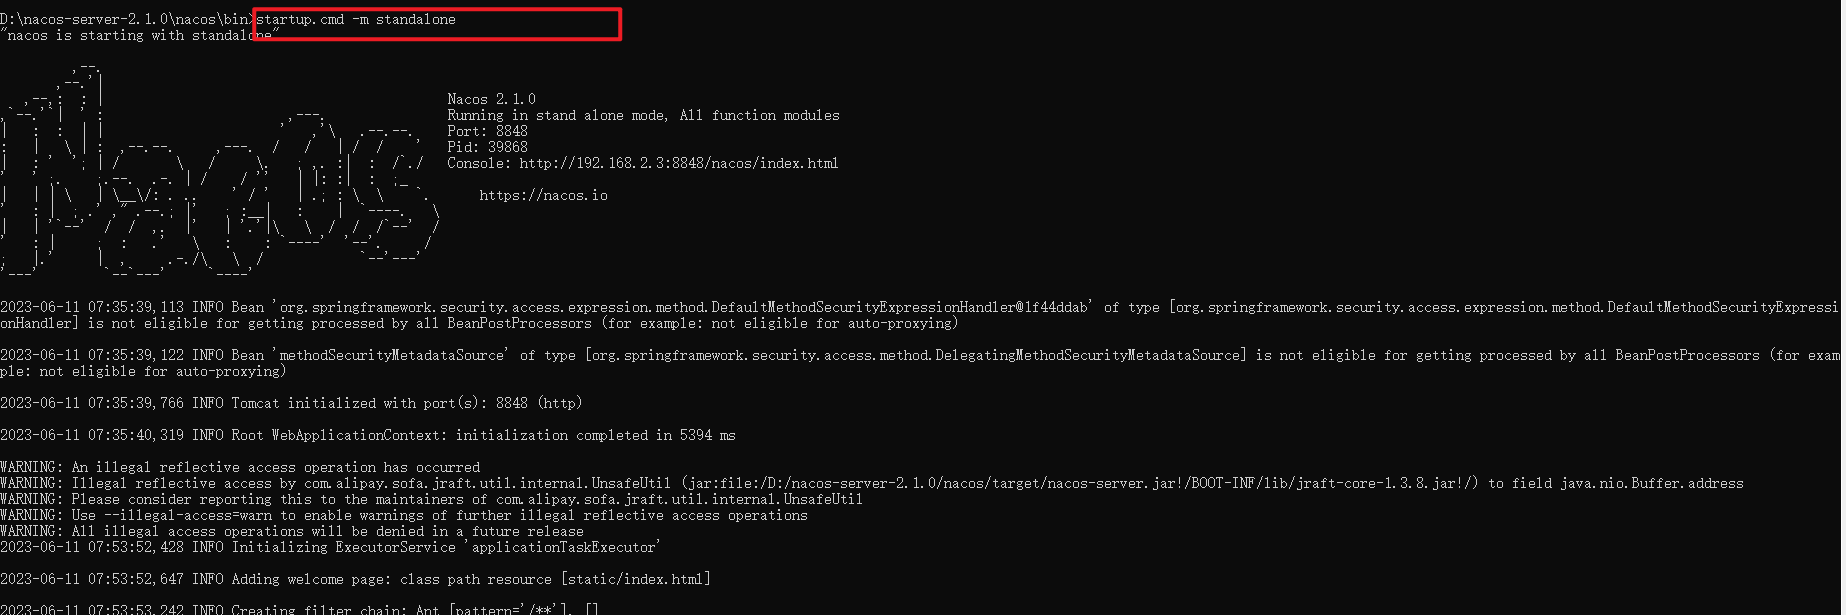 D:\nacos-server-2.1.0\nacos\bin>startup.cmd -m standalone
"nacos is starting with standalone"
Nacos 2.1.0
Running in stand alone mode, All function modules
Port: 8848
Pid: 39868
Console: http://192.168.2.3:8848/nacos/index.html
https://nacos.io
2023-06-11 07:35:39,113 INFO Bean 'org.springframework.security.access.expression.method.DefaultMethodSecurityExpressionHandler@1f44ddab' of type [org.springframework.security.access.expression.method.DefaultMethodSecurityExpressi
onHandler] is not eligible for getting processed by all BeanPostProcessors (for example: not eligible for auto-proxying)
2023-06-11 07:35:39,122 INFO Bean 'methodSecurityMetadataSource' of type [org.springframework.security.access.method.DelegatingMethodSecurityMetadataSource] is not eligible for getting processed by all BeanPostProcessors (for exam
ple: not eligible for auto-proxying)
2023-06-11 07:35:39,766 INFO Tomcat initialized with port(s): 8848 (http)
2023-06-11 07:35:40,319 INFO Root WebApplicationContext: initialization completed in 5394 ms
WARNING: An illegal reflective access operation has occurred
WARNING: Illegal reflective access by com.alipay.sofa.jraft.util.internal.UnsafeUtil (jar:file:/D:/nacos-server-2.1.0/nacos/target/nacos-server.jar!/BOOT-INF/lib/jraft-core-1.3.8.jar!/) to field java.nio.Buffer.address
WARNING: Please consider reporting this to the maintainers of com.alipay.sofa.jraft.util.internal.UnsafeUtil
WARNING: Use --illegal-access=warn to enable warnings of further illegal reflective access operations
WARNING: All illegal access operations will be denied in a future release
2023-06-11 07:53:52,428 INFO Initializing ExecutorService 'applicationTaskExecutor'
2023-06-11 07:53:52,647 INFO Adding welcome page: class path resource [static/index.html]
2023-06-11 07:53:53,242 INFO Creating filter chain: Ant [pattern='/**'], []